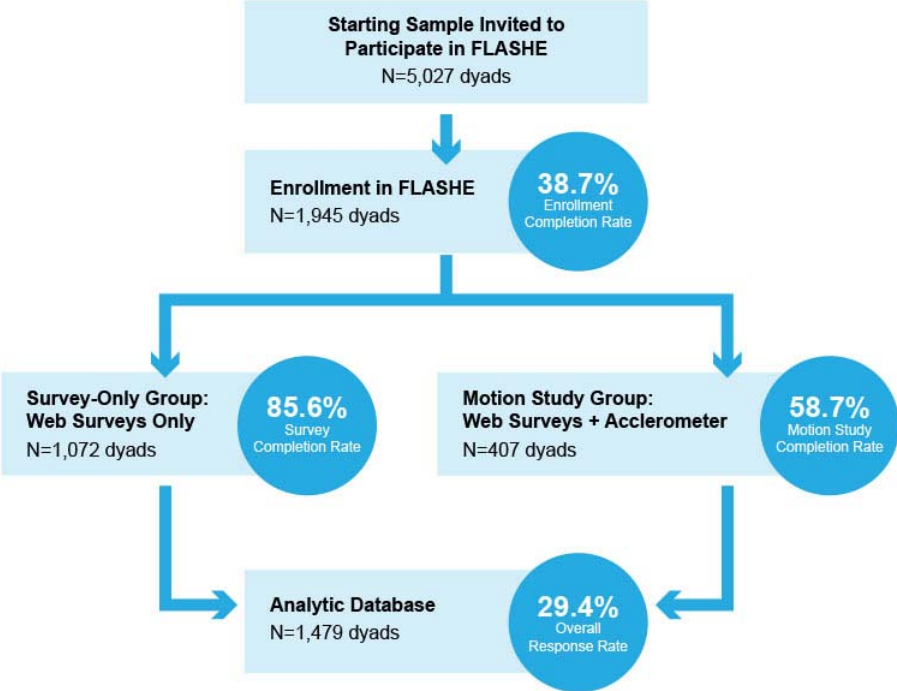 Starting Sample Invited to
Participate in FLASHE
N=5,027 dyads
Enrollment in FLASHE
N=1,945 dyads
38.7%
Enrollment
Completion Rate
Survey-Only Group:
Web Surveys Only
N=1,072 dyads
85.6%
Survey
Completion Rate
Motion Study Group:
Web Surveys + Acclerometer
N=407 dyads
58.7%
Motion Study
Completion Rate
Analytic Database
N=1,479 dyads
29.4%
Overall
Response Rate